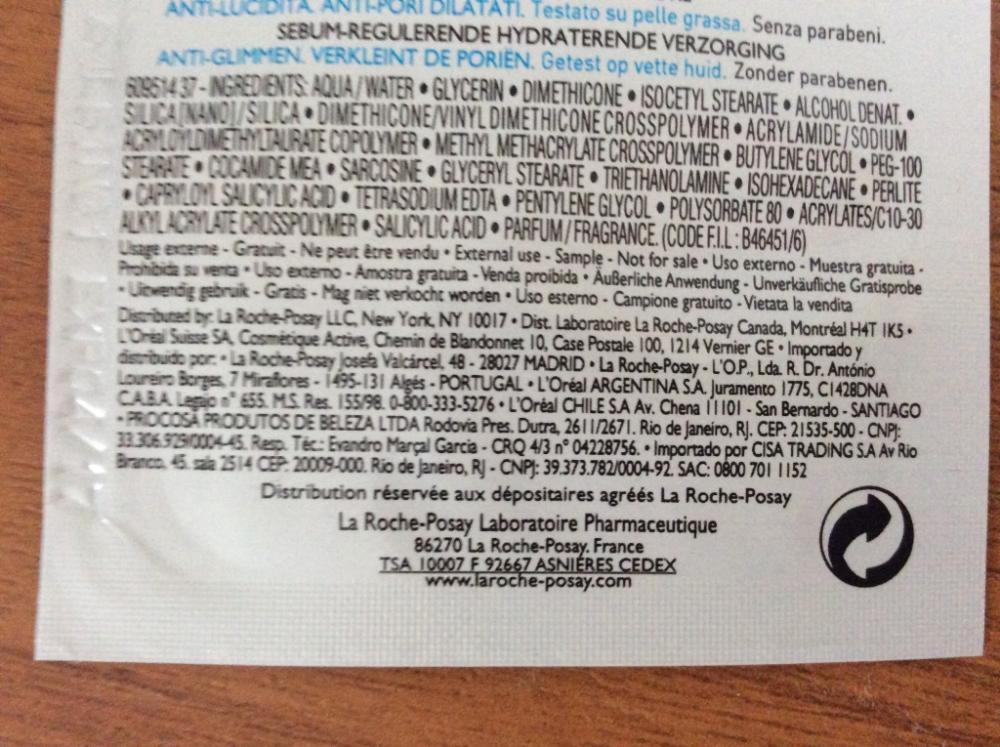 ANTI-LUCIDITÀ. ANTI-PORI DILATATI. Testato su pelle grassa. Senza parabeni.
SEBUM-REGULERENDE HYDRATERENDE VERZORGING
ANTI-GLIMMEN. VERKLEINT DE PORIËN. Getest op vette huid. Zonder parabenen.
609514 37 - INGREDIENTS: AQUA / WATER • GLYCERIN • DIMETHICONE • ISOCETYL STEARATE • ALCOHOL DENAT. •
SILICA [NANO] / SILICA • DIMETHICONE/VINYL DIMETHICONE CROSSPOLYMER • ACRYLAMIDE/SODIUM
ACRYLOYLDIMETHYLTAURATE COPOLYMER • METHYL METHACRYLATE CROSSPOLYMER • BUTYLENE GLYCOL • PEG-100
STEARATE • COCAMIDE MEA • SARCOSINE • GLYCERYL STEARATE • TRIETHANOLAMINE • ISOHEXADECANE • PERLITE
• CAPRYLOYL SALICYLIC ACID • TETRASODIUM EDTA • PENTYLENE GLYCOL • POLYSORBATE 80 • ACRYLATES/C10-30
ALKYL ACRYLATE CROSSPOLYMER • SALICYLIC ACID • PARFUM / FRAGRANCE. (CODE F.I.L : B46451/6)
Usage externe - Gratuit - Ne peut être vendu • External use - Sample - Not for sale • Uso externo - Muestra gratuita -
Prohibida su venta • Uso externo - Amostra gratuita - Venda proibida • Äußerliche Anwendung - Unverkäufliche Gratisprobe
• Uitwendig gebruik - Gratis - Mag niet verkocht worden • Uso esterno - Campione gratuito - Vietata la vendita
Distributed by: La Roche-Posay LLC, New York, NY 10017 • Dist. Laboratoire La Roche-Posay Canada, Montréal H4T 1K5 •
L'Oréal Suisse SA, Cosmétique Active, Chemin de Blandonnet 10, Case Postale 100, 1214 Vernier GE • Importado y
distribuido por: • La Roche-Posay Josefa Valcárcel, 48 - 28027 MADRID • La Roche-Posay - L'O.P., Lda. R. Dr. António
Loureiro Borges, 7 Miraflores - 1495-131 Algés - PORTUGAL • L'Oréal ARGENTINA S.A. Juramento 1775, C1428DNA
C.A.B.A. Legajo n° 655. M.S. Res. 155/98. 0-800-333-5276 • L'Oréal CHILE S.A Av. Chena 11101 - San Bernardo - SANTIAGO
• PROCOSA PRODUTOS DE BELEZA LTDA Rodovia Pres. Dutra, 2611/2671. Rio de Janeiro, RJ. CEP: 21535-500 - CNPJ:
33.306.929/0004-45. Resp. Téc.: Evandro Marçal Garcia - CRQ 4/3 n° 04228756. • Importado por CISA TRADING S.A Av Rio
Branco, 45. sala 2514 CEP: 20009-000. Rio de Janeiro, RJ - CNPJ: 39.373.782/0004-92. SAC: 0800 701 1152
Distribution réservée aux dépositaires agréés La Roche-Posay
La Roche-Posay Laboratoire Pharmaceutique
86270 La Roche-Posay. France
TSA 10007 F 92667 ASNIÈRES CEDEX
www.laroche-posay.com